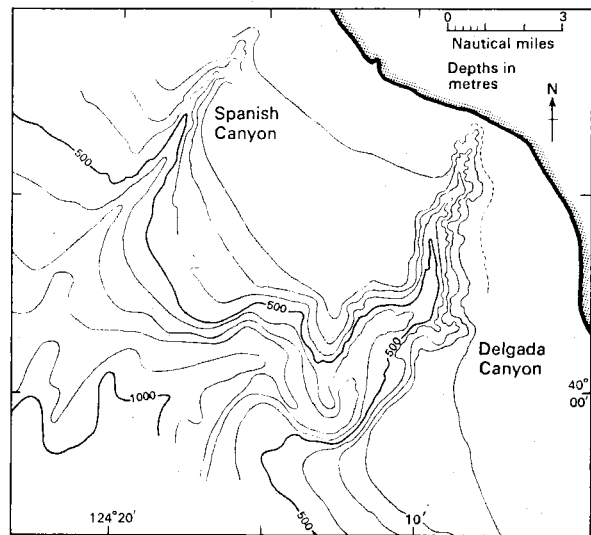 0 3
Nautical miles
Depths in
metres
N
Spanish
Canyon
500
500
500
Delgada
Canyon
1000
40°
00'
500
124°20'
10'